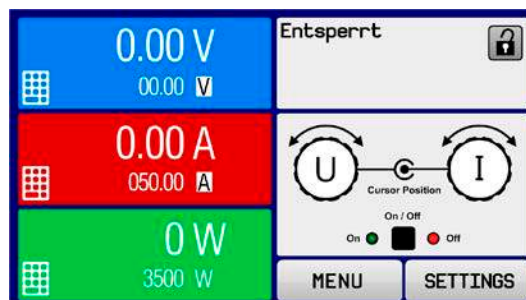 0.00 V
00.00 V
0.00 A
050.00 A
0 W
3500 W
Entsperrt
U
I
Cursor Position
On / Off
On
Off
MENU
SETTINGS